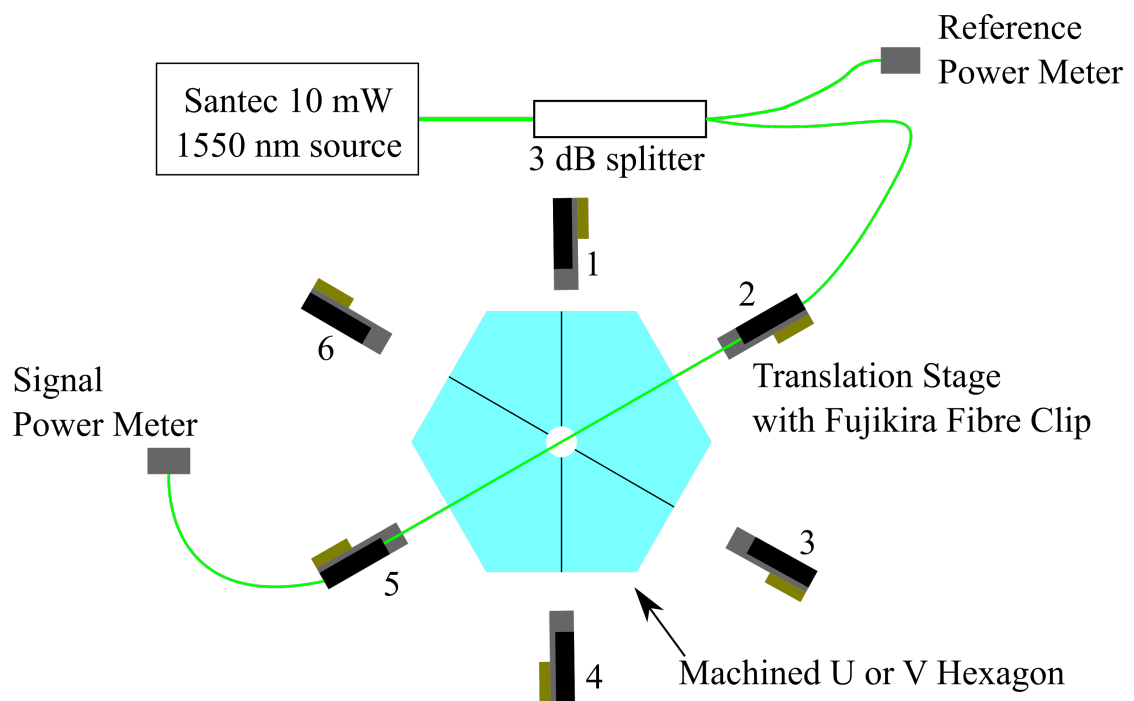 Reference
Power Meter
Santec 10 mW
1550 nm source
3 dB splitter
1
2
6
Signal
Power Meter
Translation Stage
with Fujikira Fibre Clip
3
5
4
Machined U or V Hexagon